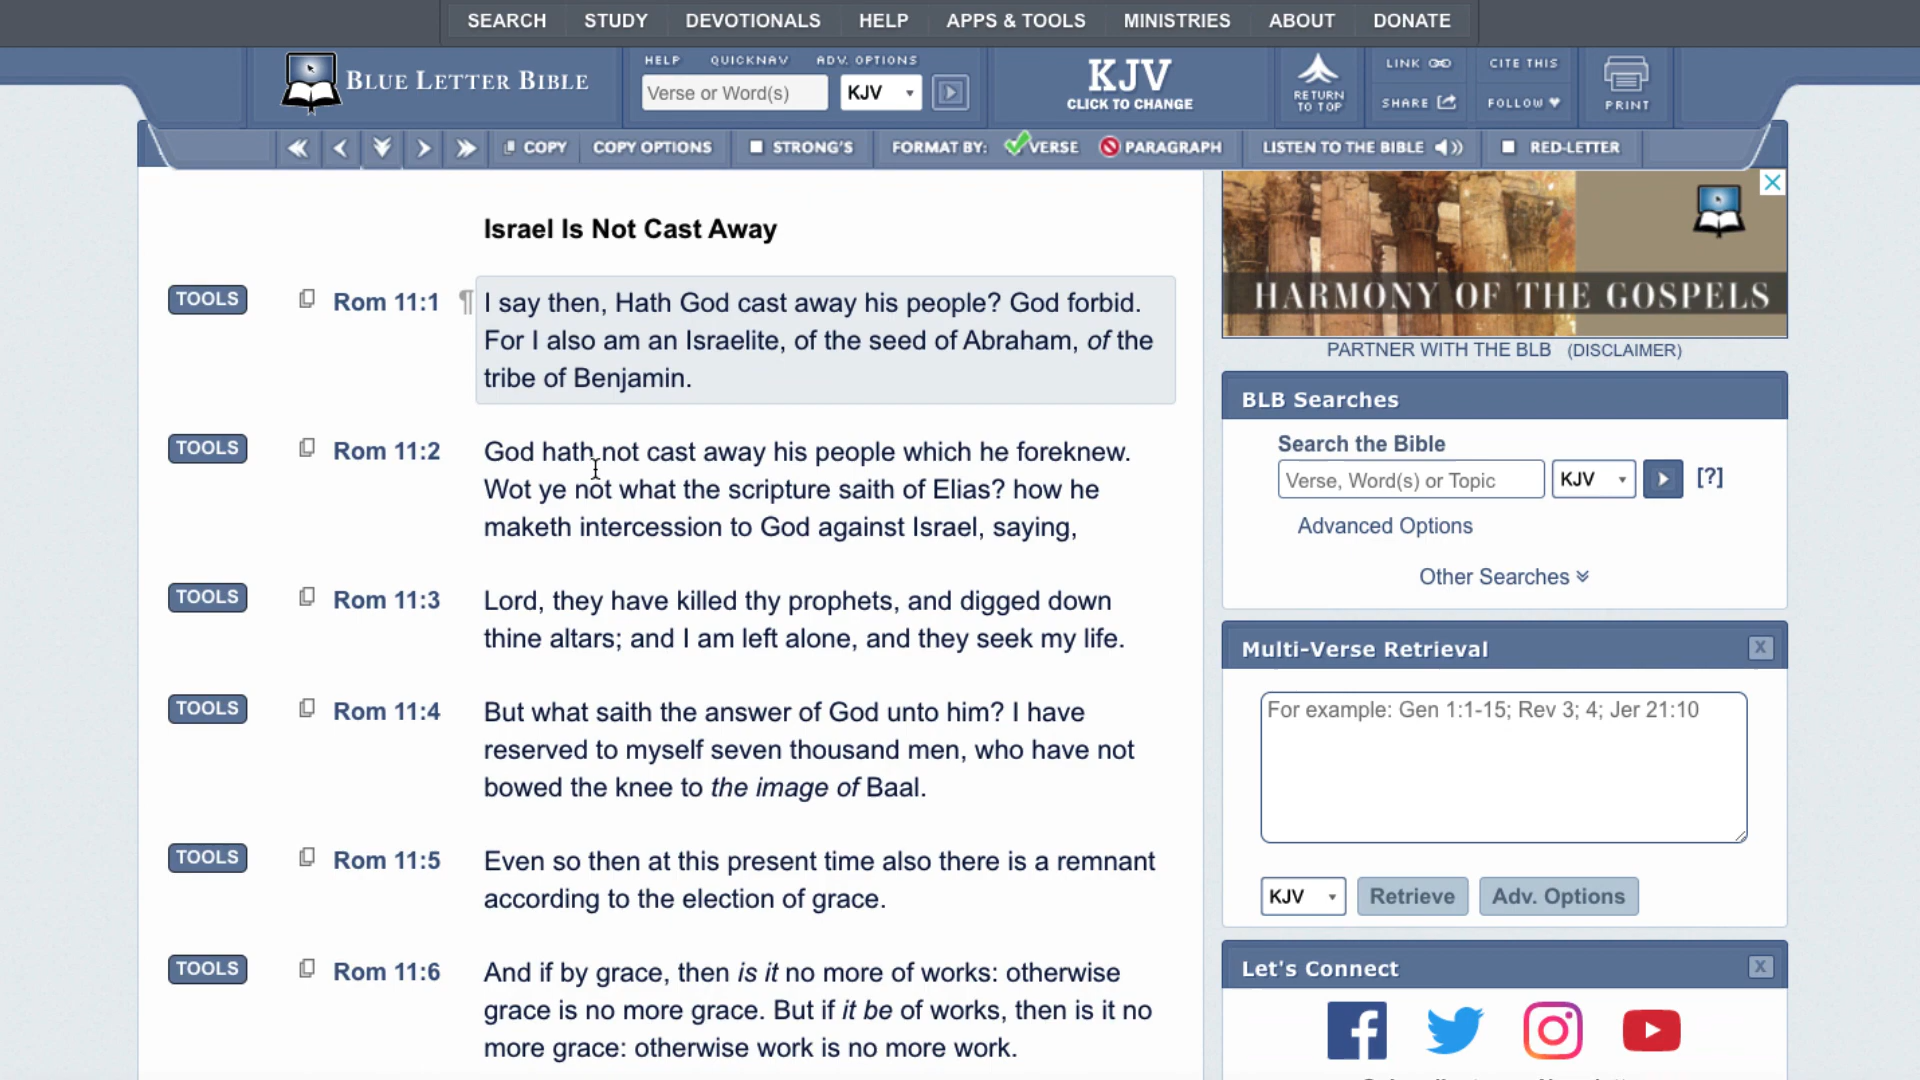 SEARCH STUDY DEVOTIONALS HELP APPS & TOOLS MINISTRIES ABOUT DONATE
BLUE LETTER BIBLE
HELP QUICKNAV ADV. OPTIONS
Verse or Word(s) KJV
KJV
CLICK TO CHANGE
RETURN
TO TOP
LINK
SHARE
CITE THIS
FOLLOW
PRINT
COPY COPY OPTIONS STRONG'S FORMAT BY: VERSE PARAGRAPH LISTEN TO THE BIBLE RED-LETTER
Israel Is Not Cast Away
TOOLS Rom 11:1 ¶ I say then, Hath God cast away his people? God forbid.
For I also am an Israelite, of the seed of Abraham, of the
tribe of Benjamin.
TOOLS Rom 11:2 God hath not cast away his people which he foreknew.
Wot ye not what the scripture saith of Elias? how he
maketh intercession to God against Israel, saying,
TOOLS Rom 11:3 Lord, they have killed thy prophets, and digged down
thine altars; and I am left alone, and they seek my life.
TOOLS Rom 11:4 But what saith the answer of God unto him? I have
reserved to myself seven thousand men, who have not
bowed the knee to the image of Baal.
TOOLS Rom 11:5 Even so then at this present time also there is a remnant
according to the election of grace.
TOOLS Rom 11:6 And if by grace, then is it no more of works: otherwise
grace is no more grace. But if it be of works, then is it no
more grace: otherwise work is no more work.
HARMONY OF THE GOSPELS
PARTNER WITH THE BLB (DISCLAIMER)
BLB Searches
Search the Bible
Verse, Word(s) or Topic KJV [?]
Advanced Options
Other Searches
Multi-Verse Retrieval X
For example: Gen 1:1-15; Rev 3; 4; Jer 21:10
KJV Retrieve Adv. Options
Let's Connect X